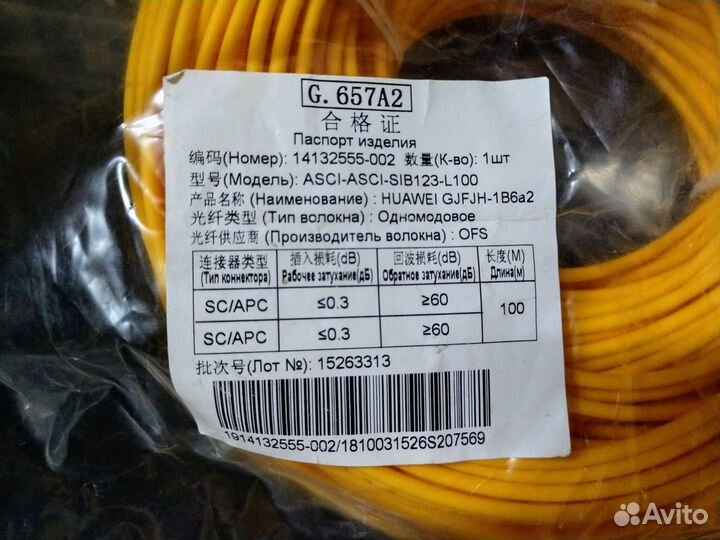 G. 657A2
合格证
Паспорт изделия
编码(Номер): 14132555-002 数量(К-во): 1шт
型号(Модель): ASCI-ASCI-SIB123-L100
产品名称 (Наименование) : HUAWEI GJFJH-1B6a2
光纤类型 (Тип волокна) : Одномодовое
光纤供应商 (Производитель волокна) : OFS
连接器类型 插入损耗(dB) 回波损耗(dB) 长度(M)
(Тип коннектора) Рабочее затухание(дБ) Обратное затухание(дБ) Длина(м)
SC/APC ≤0.3 ≥60 100
SC/APC ≤0.3 ≥60
批次号(Лот №): 15263313
1914132555-002/1810031526S207569
Avito